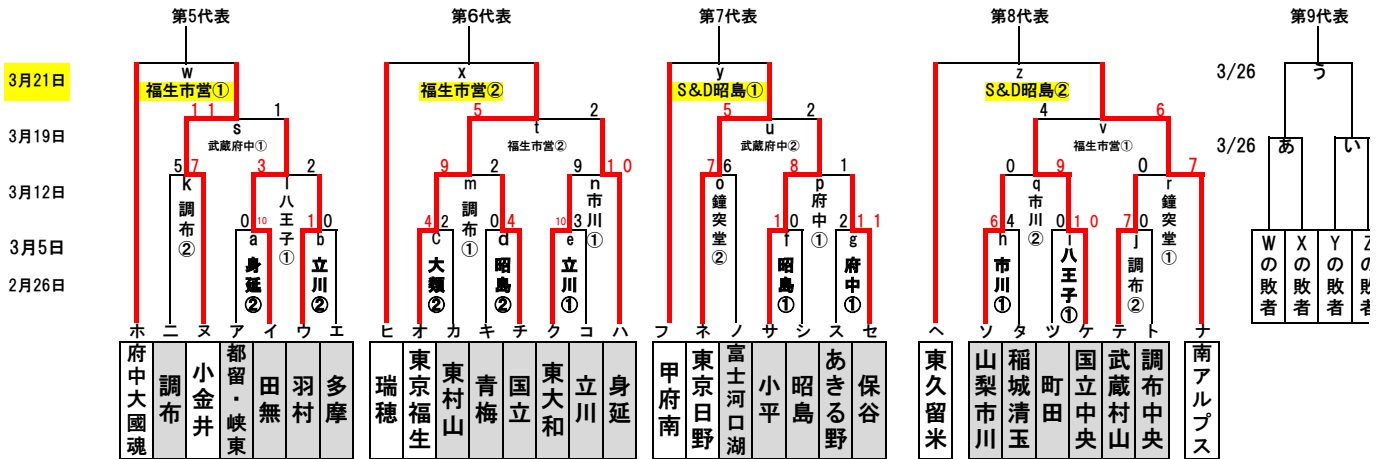 第5代表 第6代表 第7代表 第8代表 第9代表
3月21日 w x y z 3/26 う
福生市営① 福生市営② S&D昭島① S&D昭島②
11 1 5 2 5 2 4 6
3月19日 s t u v 3/26 あ い
武蔵府中① 福生市営② 武蔵府中② 福生市営①
5 7 3 2 9 2 9 10 7 6 8 1 0 9 0 7
3月12日 k l m n o p q r
調布② 八王子① 調布① 市川① 鐘突堂② 府中① 市川② 鐘突堂①
0 10 1 0 4 2 0 4 10 3 1 0 2 11 6 4 0 10 7 0
3月5日 a b c d e f g h i j
身延② 立川② 大類② 昭島② 立川① 昭島① 府中① 市川① 八王子① 調布②
2月26日
Wの敗者 Xの敗者 Yの敗者
ホ ニ ヌ ア イ ウ エ ヒ オ カ キ チ ク コ ハ フ ネ ノ サ シ ス セ ヘ ソ タ ツ ケ テ ト ナ
府中大國魂 調布 小金井 都留・峡東 田無 羽村 多摩 瑞穂 東京福生 東村山 青梅 国立 東大和 立川 身延 甲府南 東京日野 富士河口湖 小平 昭島 あきる野 保谷 東久留米 山梨市川 稲城清玉 町田 国立中央 武蔵村山 調布中央 南アルプス